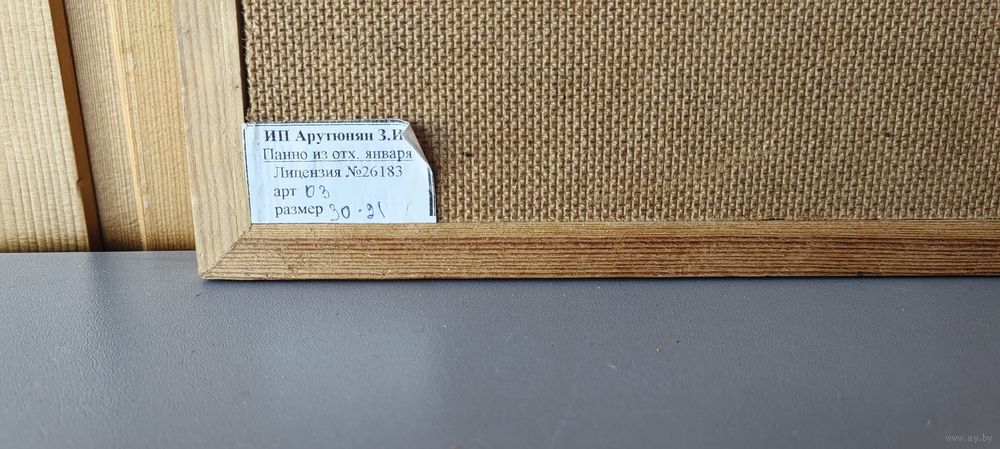 ИП Арутюнян З.И
Панно из отх. января
Лицензия №26183
арт 03
размер 30·21
www.ay.by